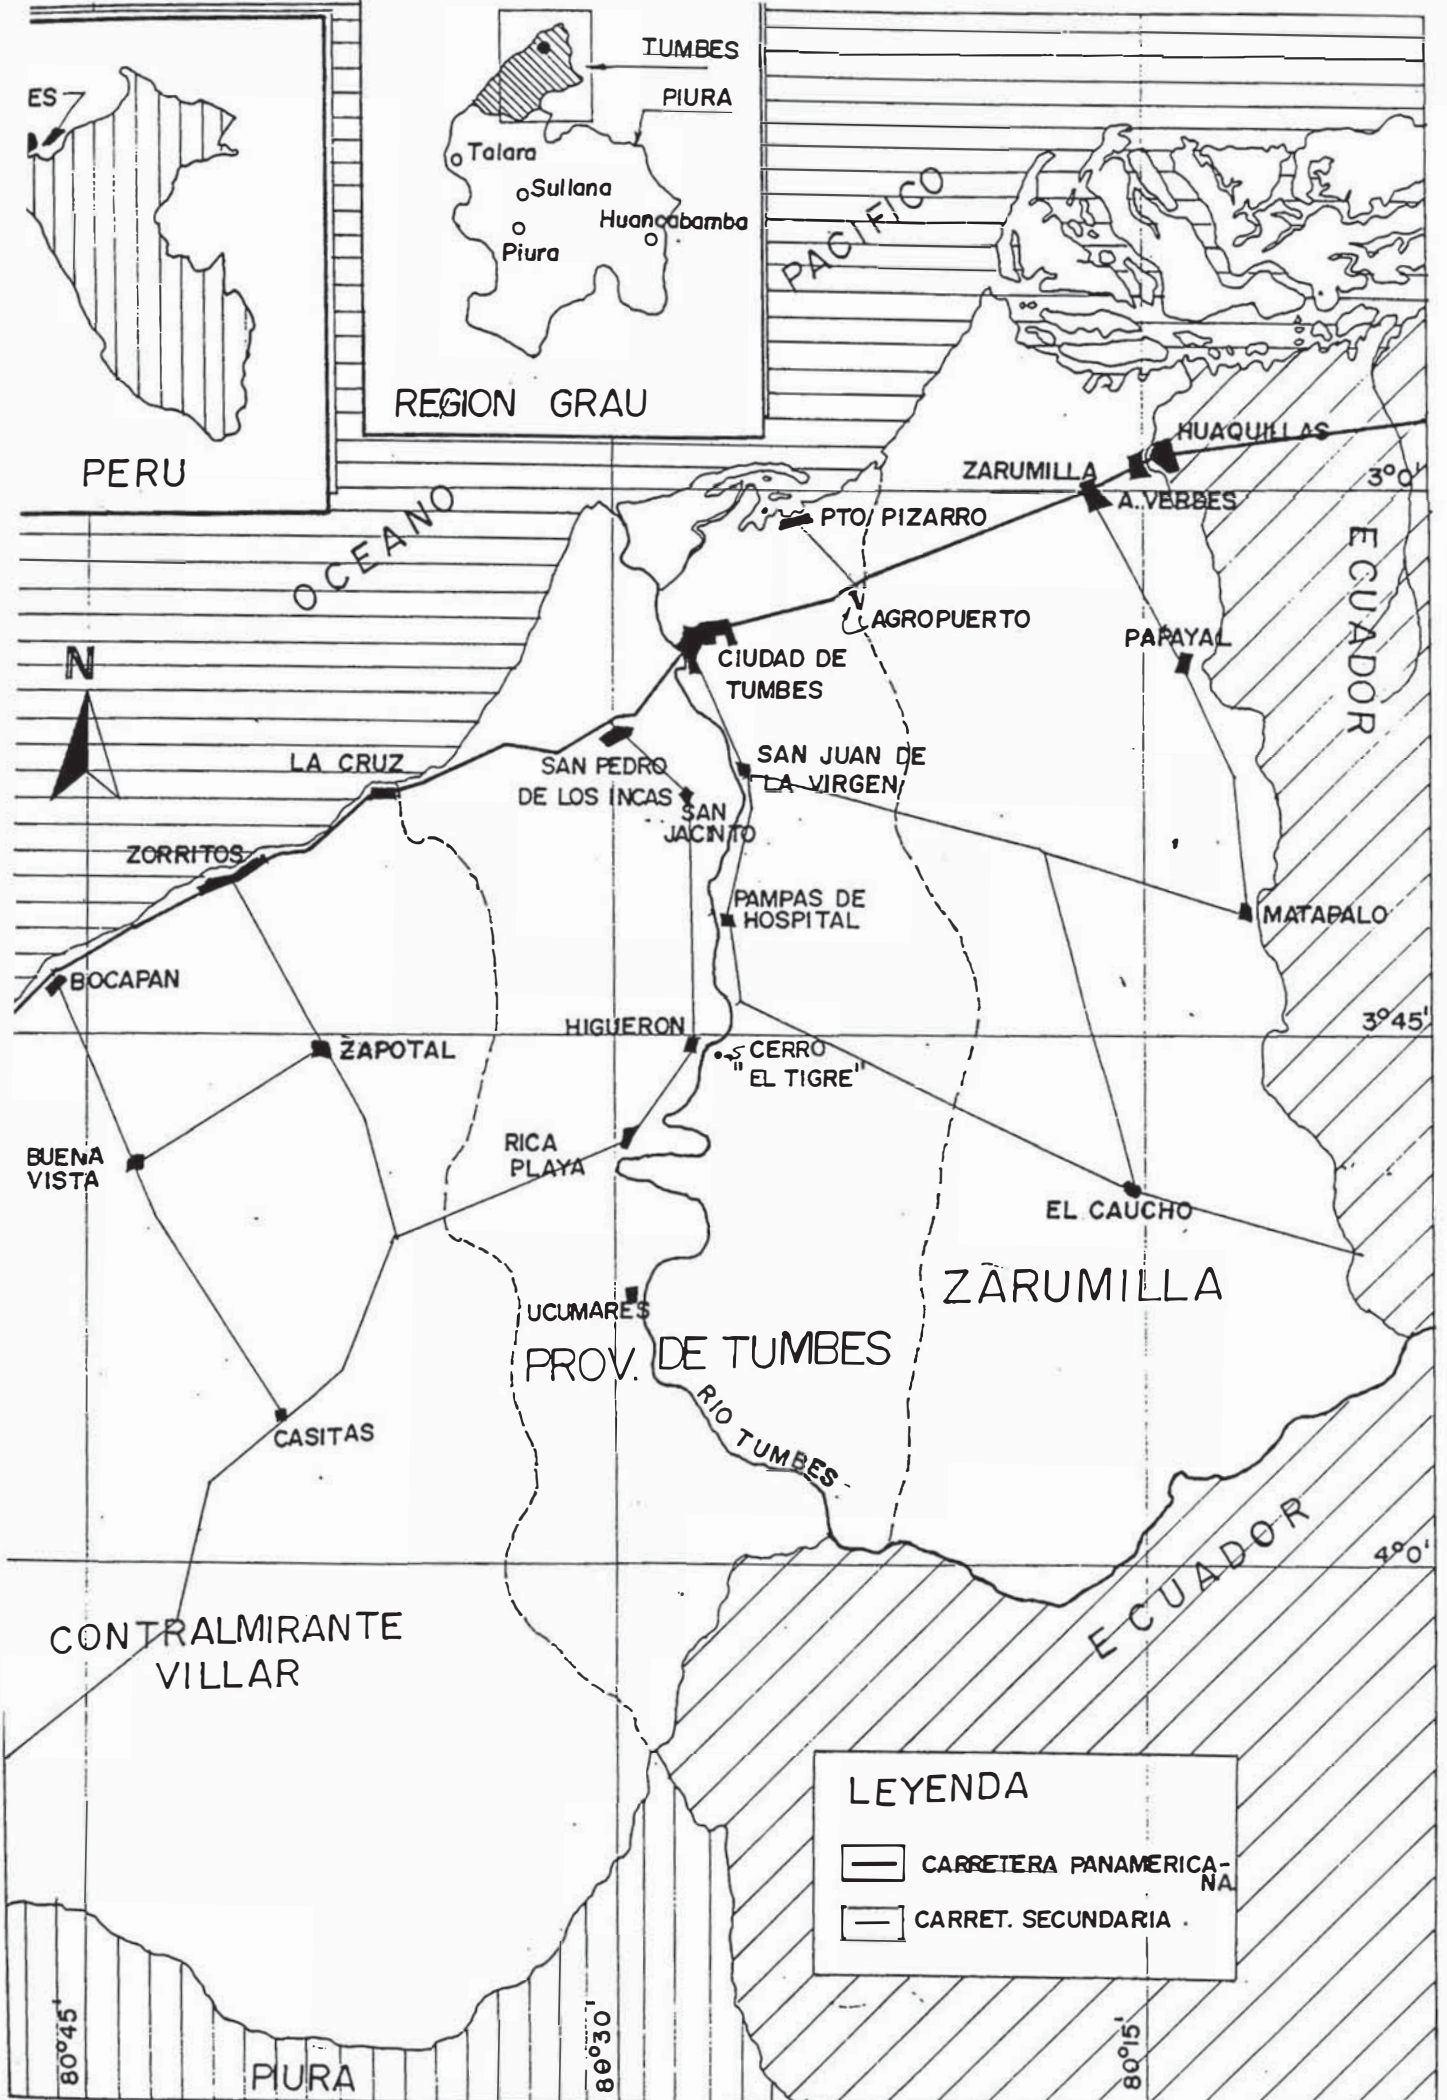 ES
PERU
TUMBES
PIURA
Talara
Sullana
Huancabamba
Piura
REGION GRAU
OCEANO
PACIFICO
HUAQUILLAS
ZARUMILLA
3°0'
A. VERDES
PTO PIZARRO
ECUADOR
AGROPUERTO
PAPAYAL
N
CIUDAD DE
TUMBES
LA CRUZ
SAN PEDRO
DE LOS INCAS
SAN JUAN DE
LA VIRGEN
SAN
JACINTO
ZORRITOS
PAMPAS DE
HOSPITAL
MATAPALO
BOCAPAN
HIGUERON
3°45'
ZAPOTAL
CERRO
"EL TIGRE"
RICA
PLAYA
BUENA
VISTA
EL CAUCHO
ZARUMILLA
UCUMARES
PROV. DE TUMBES
RIO TUMBES
CASITAS
4°0'
ECUADOR
CONTRALMIRANTE
VILLAR
LEYENDA
CARRETERA PANAMERICA-
NA
CARRET. SECUNDARIA
80°45'
80°30'
80°15'
PIURA